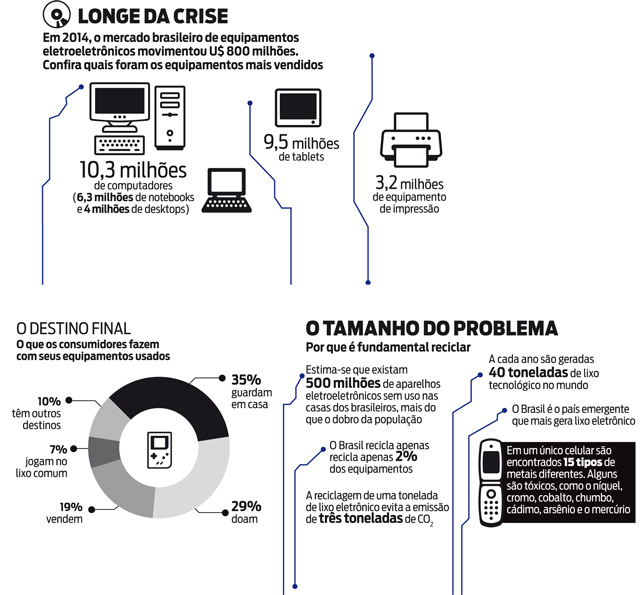 LONGE DA CRISE
Em 2014, o mercado brasileiro de equipamentos
eletroeletrônicos movimentou U$ 800 milhões.
Confira quais foram os equipamentos mais vendidos
10,3 milhões
de computadores
(6,3 milhões de notebooks
e 4 milhões de desktops)
9,5 milhões
de tablets
3,2 milhões
de equipamento
de impressão
O DESTINO FINAL
O que os consumidores fazem
com seus equipamentos usados
35%
guardam
em casa
29%
doam
19%
vendem
7%
jogam no
lixo comum
10%
têm outros
destinos
O TAMANHO DO PROBLEMA
Por que é fundamental reciclar
Estima-se que existam
500 milhões de aparelhos
eletroeletrônicos sem uso nas
casas dos brasileiros, mais do
que o dobro da população
O Brasil recicla apenas
recicla apenas 2%
dos equipamentos
A reciclagem de uma tonelada
de lixo eletrônico evita a emissão
de três toneladas de CO2
A cada ano são geradas
40 toneladas de lixo
tecnológico no mundo
O Brasil é o país emergente
que mais gera lixo eletrônico
Em um único celular são
encontrados 15 tipos de
metais diferentes. Alguns
são tóxicos, como o níquel,
cromo, cobalto, chumbo,
cádimo, arsênio e o mercúrio